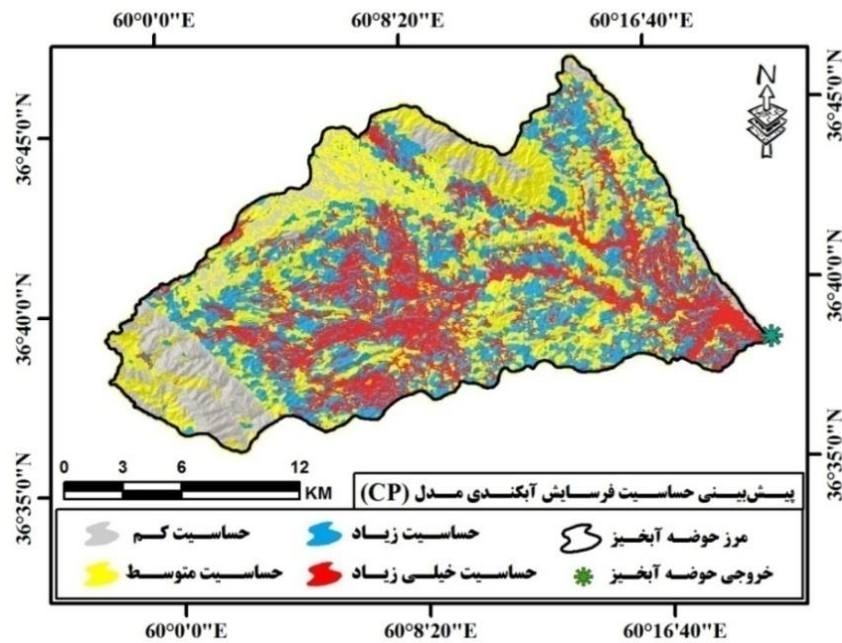 60°0'0"E 60°8'20"E 60°16'40"E
N
36°45'0"N 36°45'0"N
36°40'0"N 36°40'0"N
36°35'0"N 36°35'0"N
0 3 6 12
KM
پیش‌بینی حساسیت فرسایش آبکندی مدل (CP)
مرز حوضه آبخیز حساسیت زیاد حساسیت کم
خروجی حوضه آبخیز حساسیت خیلی زیاد حساسیت متوسط
60°0'0"E 60°8'20"E 60°16'40"E